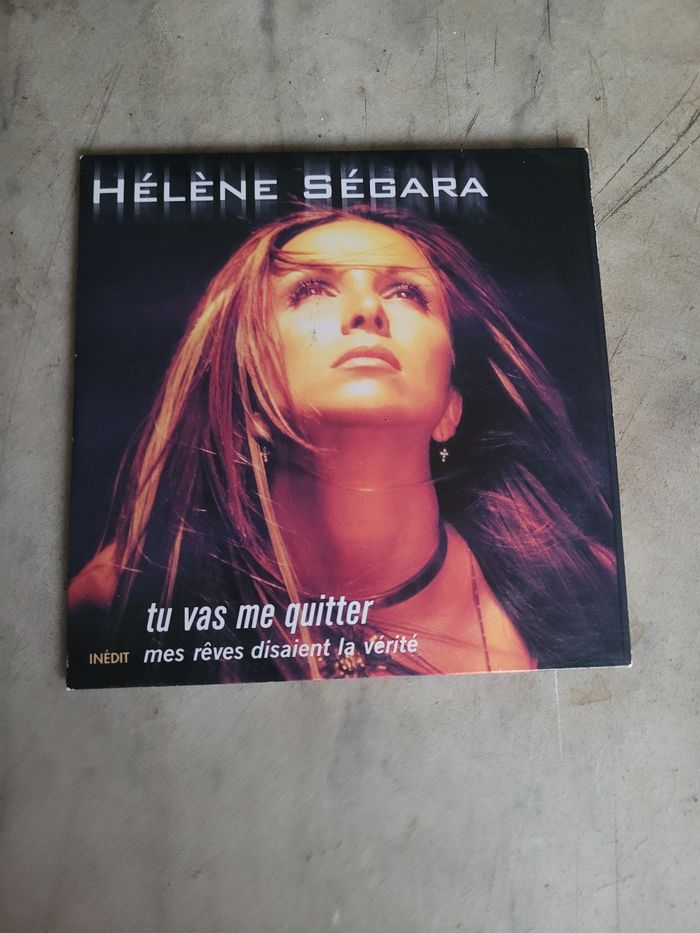 HÉLÈNE SÉGARA
tu vas me quitter
INÉDIT mes rêves disaient la vérité